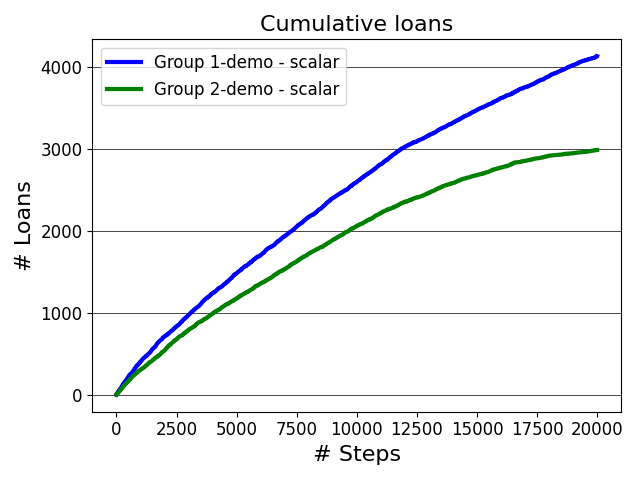 Cumulative loans
Group 1-demo - scalar
Group 2-demo - scalar
# Loans
4000
3000
2000
1000
0
0 2500 5000 7500 10000 12500 15000 17500 20000
# Steps